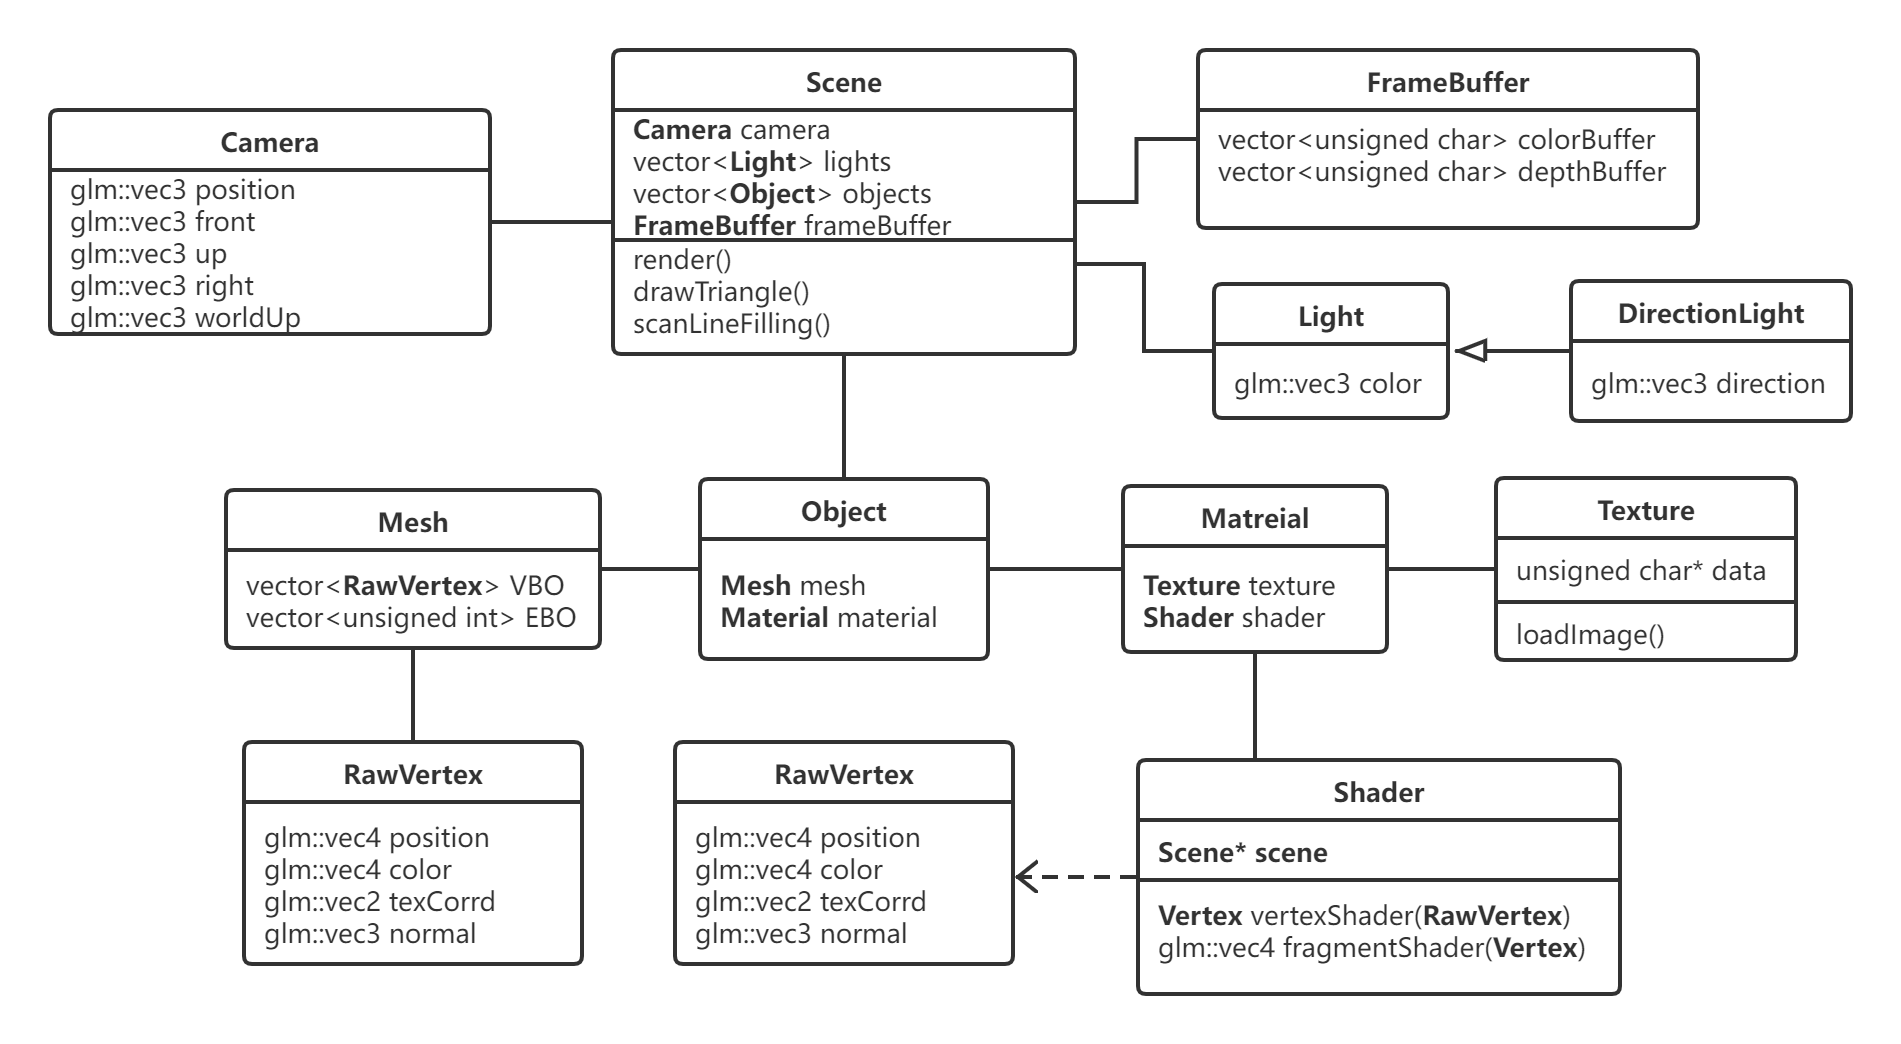 Scene
Camera camera
vector<Light> lights
vector<Object> objects
FrameBuffer frameBuffer
render()
drawTriangle()
scanLineFilling()
FrameBuffer
vector<unsigned char> colorBuffer
vector<unsigned char> depthBuffer
Camera
glm::vec3 position
glm::vec3 front
glm::vec3 up
glm::vec3 right
glm::vec3 worldUp
Light
glm::vec3 color
DirectionLight
glm::vec3 direction
Mesh
vector<RawVertex> VBO
vector<unsigned int> EBO
Object
Mesh mesh
Material material
Matreial
Texture texture
Shader shader
Texture
unsigned char* data
loadImage()
RawVertex
glm::vec4 position
glm::vec4 color
glm::vec2 texCorrd
glm::vec3 normal
RawVertex
glm::vec4 position
glm::vec4 color
glm::vec2 texCorrd
glm::vec3 normal
Shader
Scene* scene
Vertex vertexShader(RawVertex)
glm::vec4 fragmentShader(Vertex)